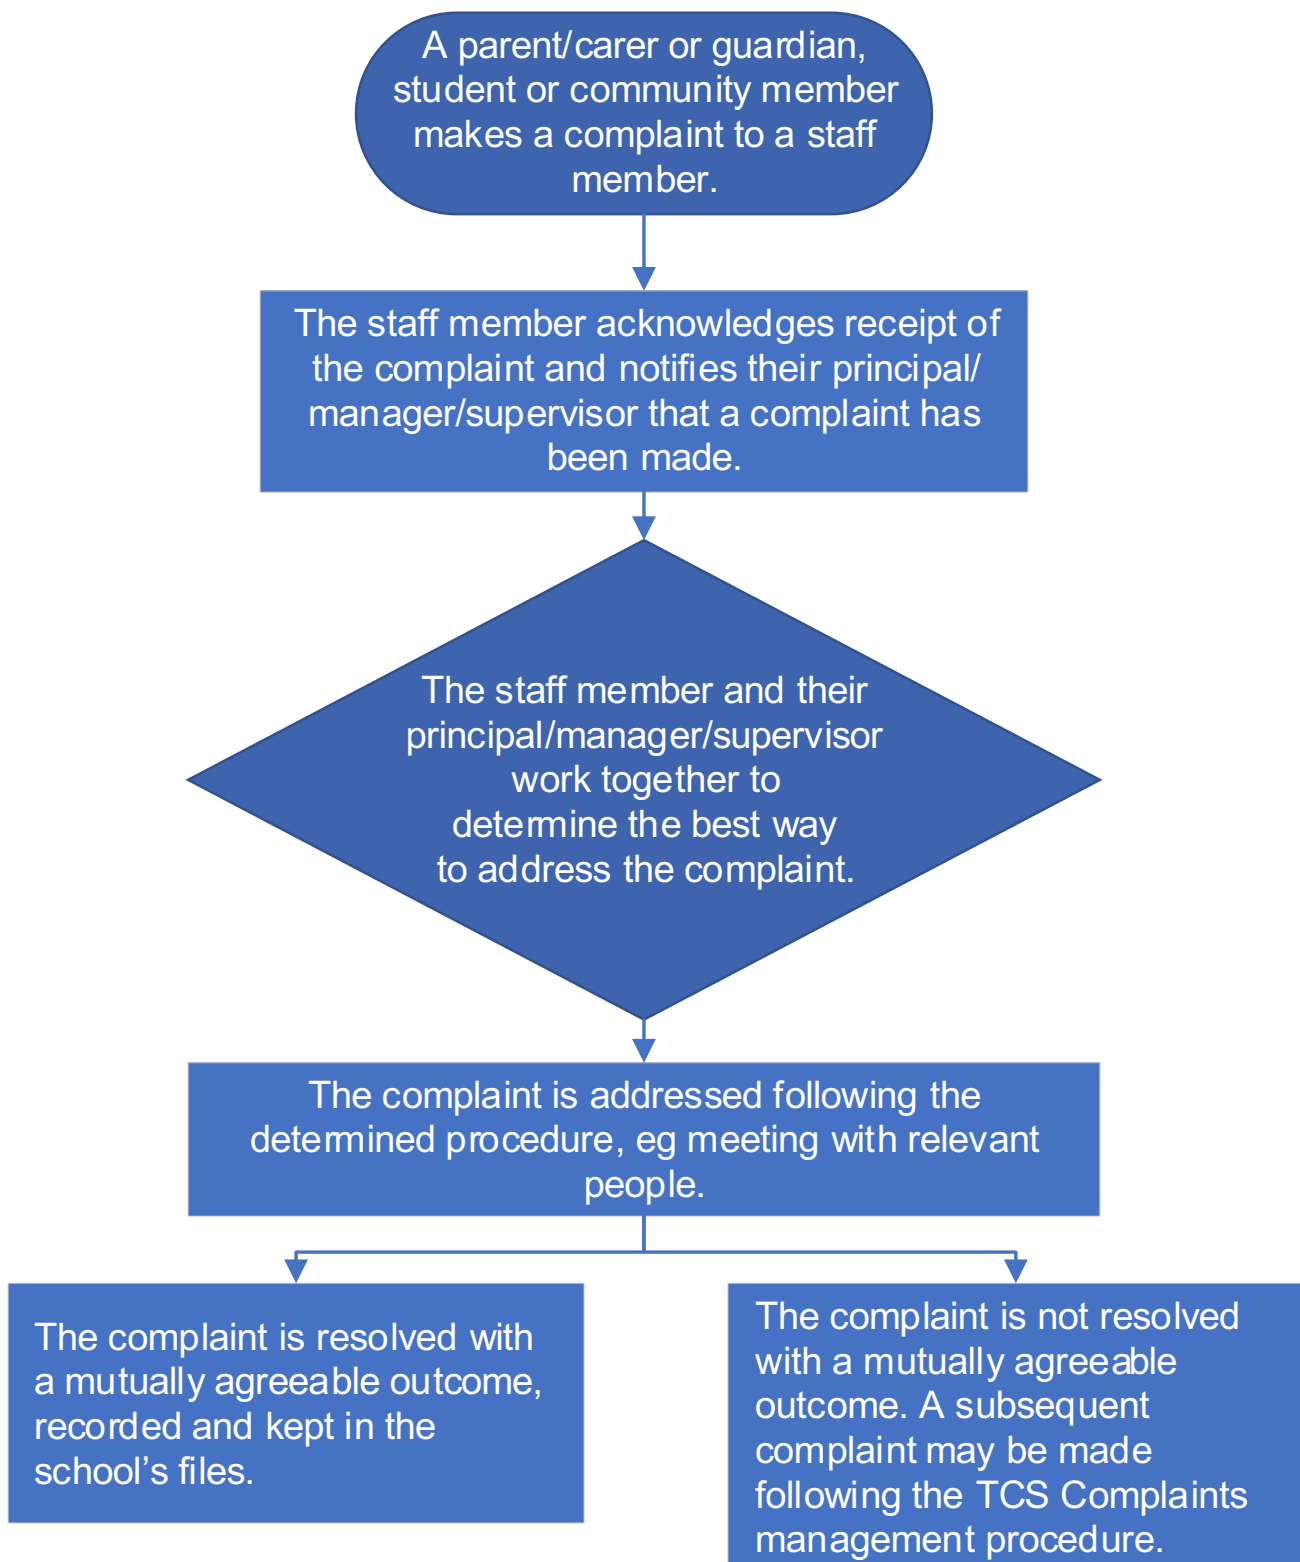 A parent/carer or guardian,
student or community member
makes a complaint to a staff
member.
The staff member acknowledges receipt of
the complaint and notifies their principal/
manager/supervisor that a complaint has
been made.
The staff member and their
principal/manager/supervisor
work together to
determine the best way
to address the complaint.
The complaint is addressed following the
determined procedure, eg meeting with relevant
people.
The complaint is resolved with
a mutually agreeable outcome,
recorded and kept in the
school’s files.
The complaint is not resolved
with a mutually agreeable
outcome. A subsequent
complaint may be made
following the TCS Complaints
management procedure.